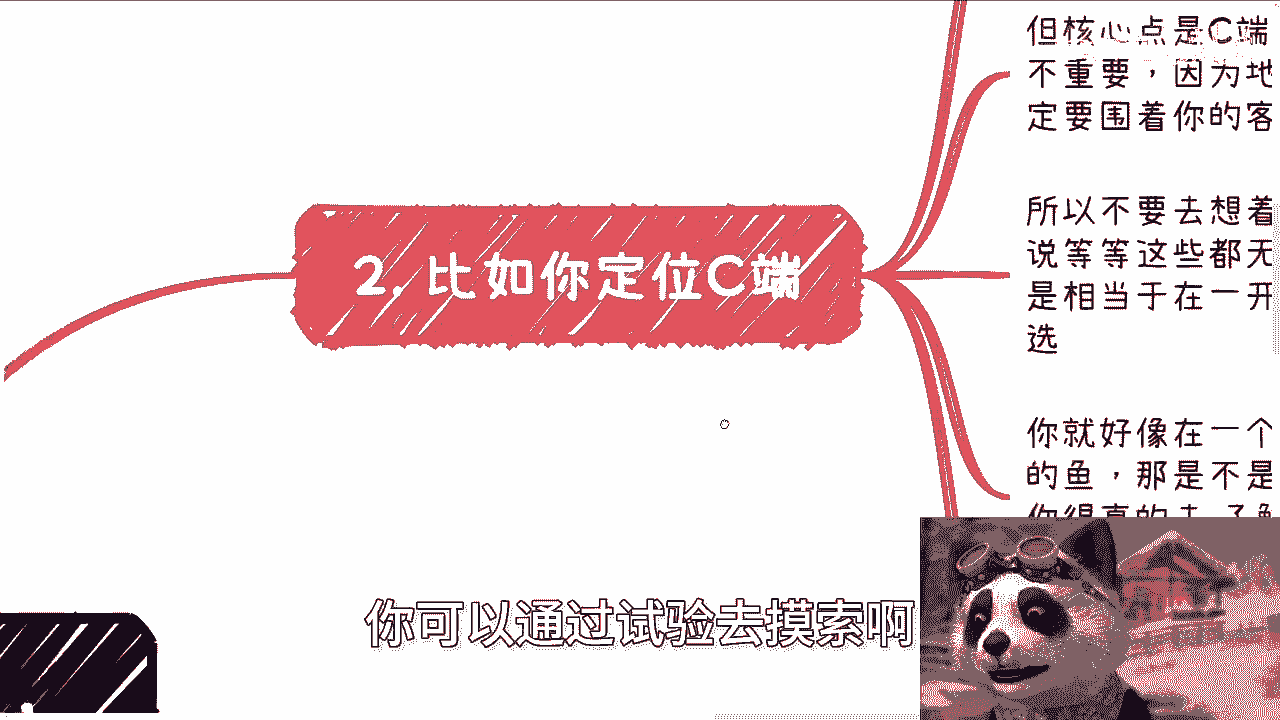 但核心点是C端
不重要，因为地
定要围着你的客
2. 比如你定位C端
所以不要去想着
说等等这些都无
是相当于在一开
选
你就好像在一个
的鱼，那是不是
你可以通过试验去摸索啊